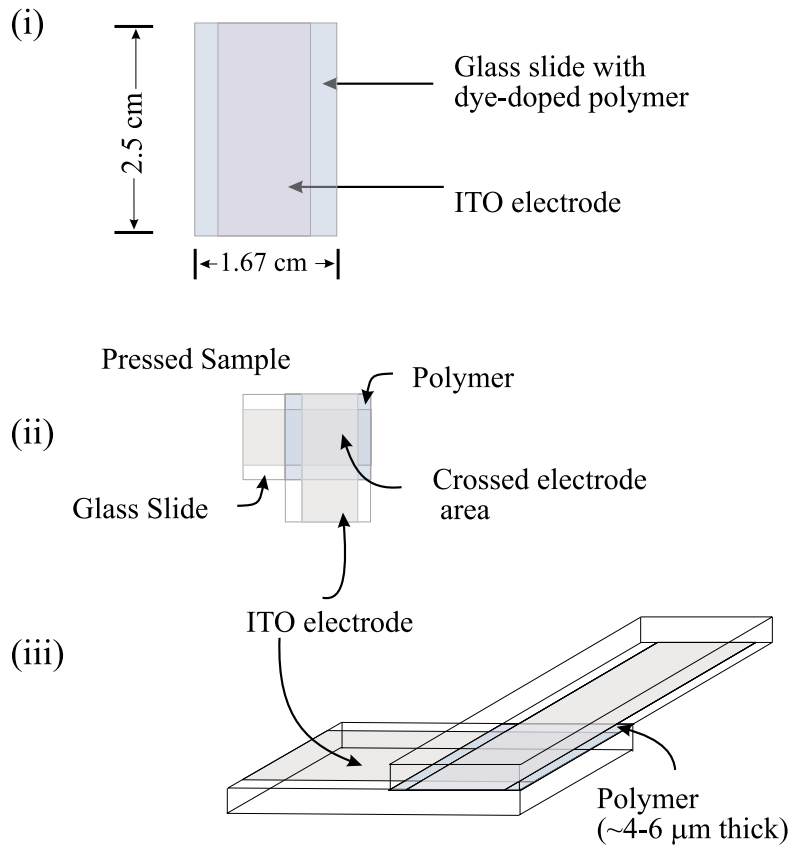 (i)
Glass slide with
dye-doped polymer
2.5 cm
ITO electrode
1.67 cm
Pressed Sample
Polymer
(ii)
Crossed electrode
area
Glass Slide
ITO electrode
(iii)
Polymer
(~4-6 μm thick)